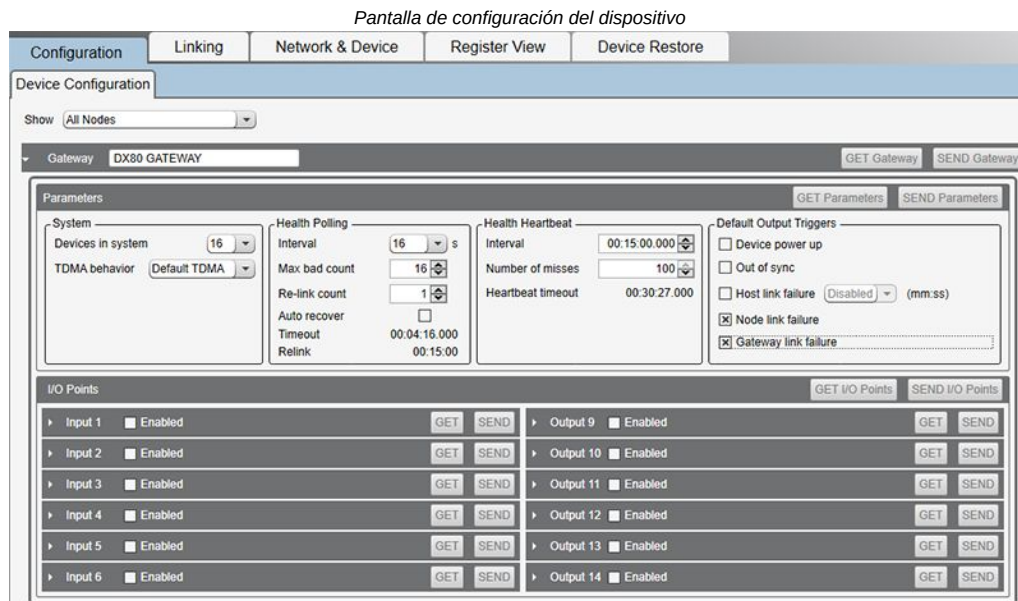 Pantalla de configuración del dispositivo
Configuration Linking Network & Device Register View Device Restore
Device Configuration
Show All Nodes
Gateway DX80 GATEWAY GET Gateway SEND Gateway
Parameters GET Parameters SEND Parameters
System
Devices in system 16
TDMA behavior Default TDMA
Health Polling
Interval 16 s
Max bad count 16
Re-link count 1
Auto recover
Timeout 00:04:16.000
Relink 00:15:00
Health Heartbeat
Interval 00:15:00.000
Number of misses 100
Heartbeat timeout 00:30:27.000
Default Output Triggers
Device power up
Out of sync
Host link failure Disabled (mm:ss)
Node link failure
Gateway link failure
I/O Points GET I/O Points SEND I/O Points
Input 1 Enabled GET SEND Output 9 Enabled GET SEND
Input 2 Enabled GET SEND Output 10 Enabled GET SEND
Input 3 Enabled GET SEND Output 11 Enabled GET SEND
Input 4 Enabled GET SEND Output 12 Enabled GET SEND
Input 5 Enabled GET SEND Output 13 Enabled GET SEND
Input 6 Enabled GET SEND Output 14 Enabled GET SEND